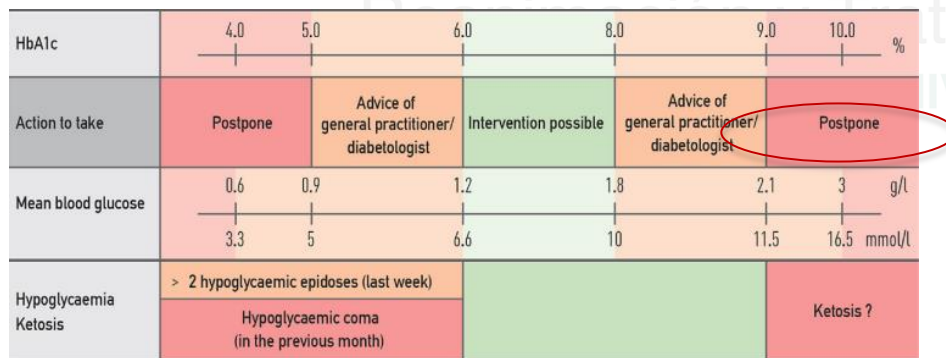 HbA1c
4.0 5.0 6.0 8.0 9.0 10.0 %
Action to take
Postpone
Advice of
general practitioner/
diabetologist
Intervention possible
Advice of
general practitioner/
diabetologist
Postpone
Mean blood glucose
0.6 0.9 1.2 1.8 2.1 3 g/l
3.3 5 6.6 10 11.5 16.5 mmol/l
Hypoglycaemia
Ketosis
> 2 hypoglycaemic epidoses (last week)
Hypoglycaemic coma
(in the previous month)
Ketosis ?